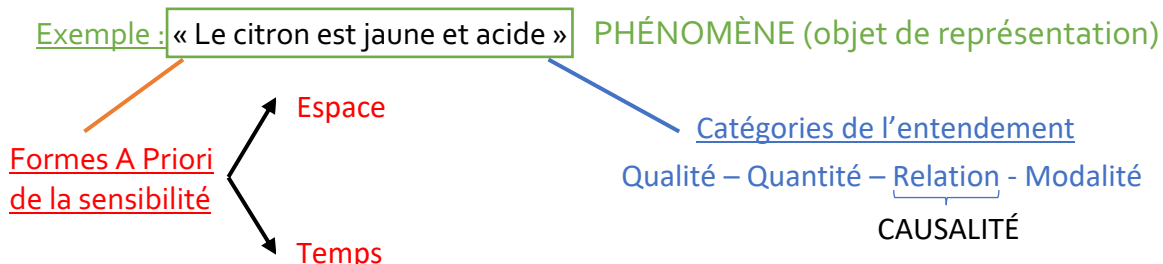 Exemple : « Le citron est jaune et acide » PHÉNOMÈNE (objet de représentation)
Espace
Catégories de l'entendement
Formes A Priori
de la sensibilité
Qualité – Quantité – Relation - Modalité
CAUSALITÉ
Temps